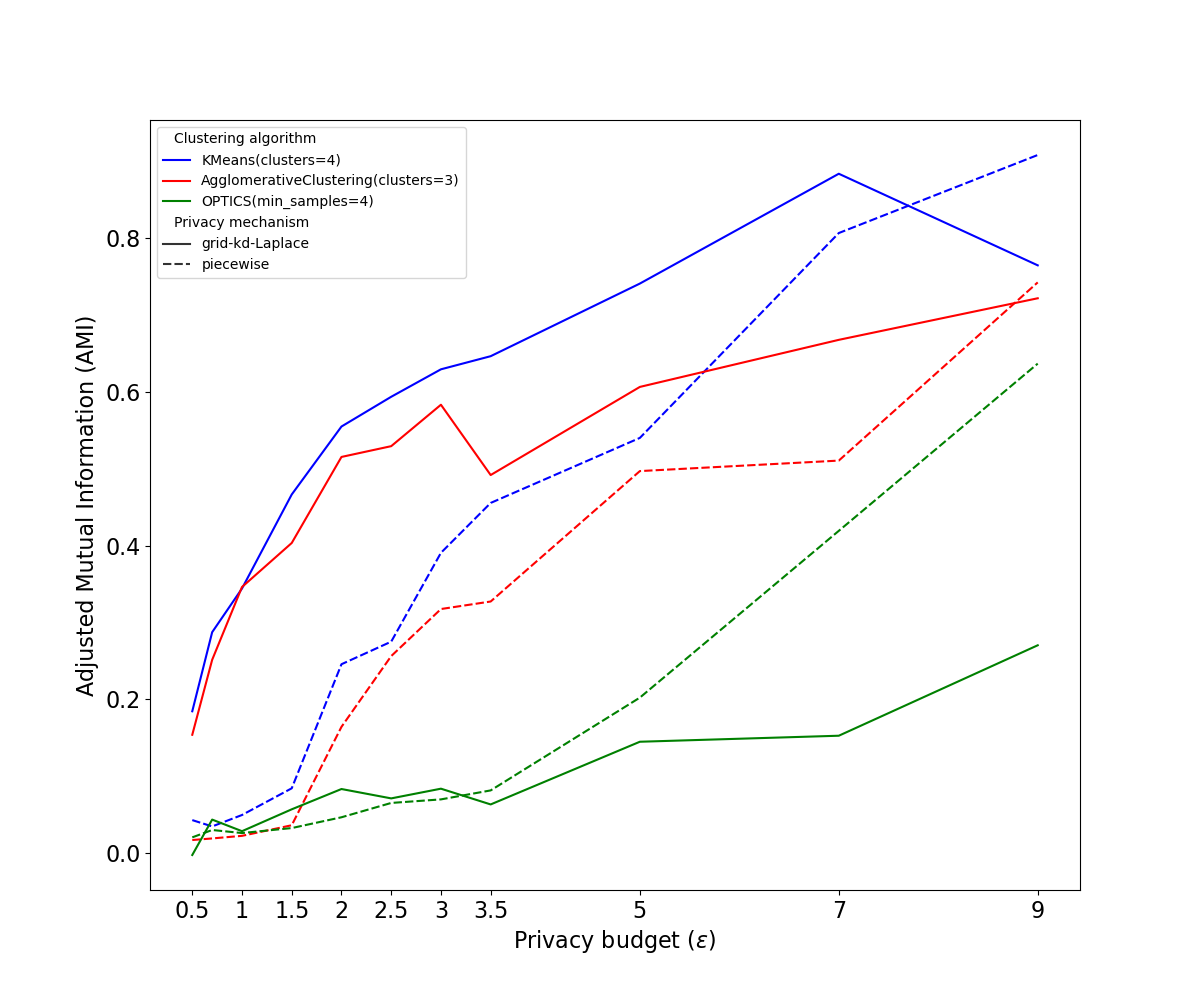 Clustering algorithm
KMeans(clusters=4)
AgglomerativeClustering(clusters=3)
OPTICS(min_samples=4)
Privacy mechanism
grid-kd-Laplace
piecewise
Adjusted Mutual Information (AMI)
0.8
0.6
0.4
0.2
0.0
0.5 1 1.5 2 2.5 3 3.5 5 7 9
Privacy budget (ε)